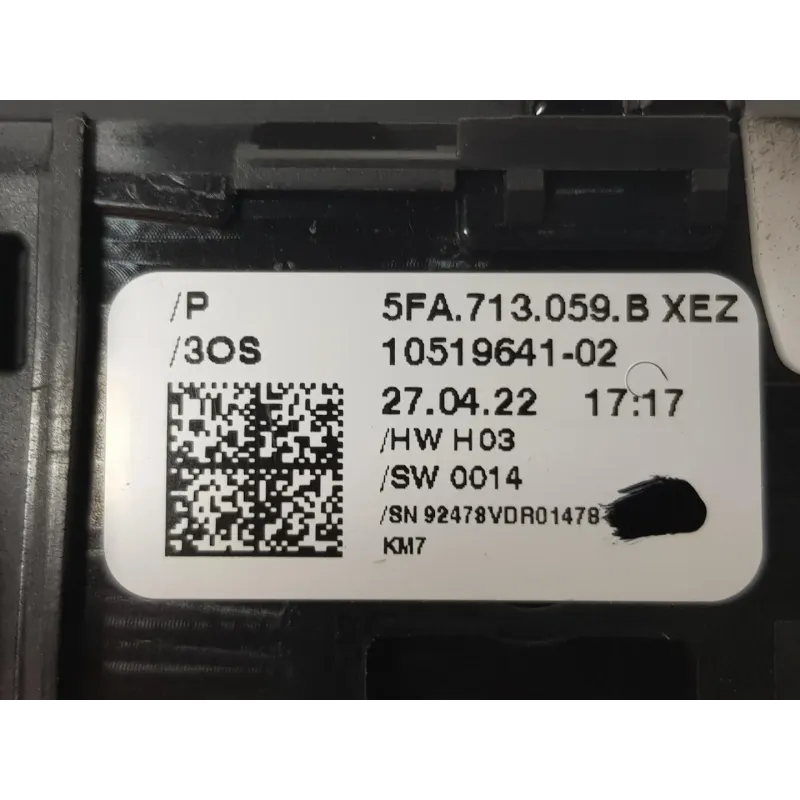 /P 5FA.713.059.B XEZ
/3OS 10519641-02
27.04.22 17:17
/HW H03
/SW 0014
/SN 92478VDR01478
KM7